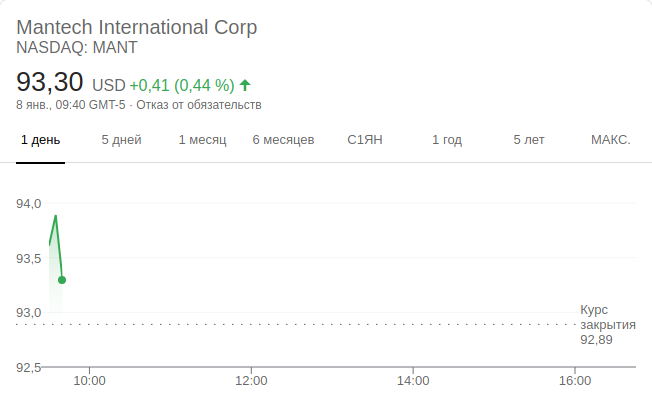 Mantech International Corp
NASDAQ: MANT
93,30 USD +0,41 (0,44 %)
8 янв., 09:40 GMT-5 · Отказ от обязательств
1 день 5 дней 1 месяц 6 месяцев С1ЯН 1 год 5 лет МАКС.
94,0
93,5
93,0
92,5
Курс
закрытия
92,89
10:00 12:00 14:00 16:00